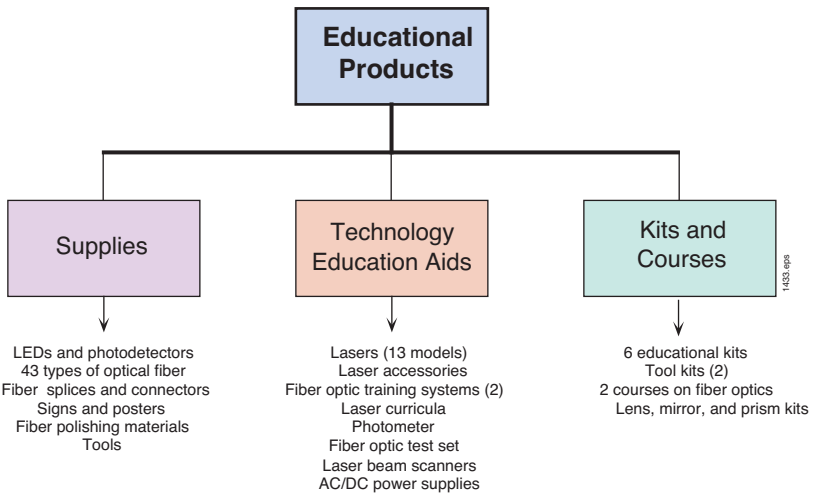 Educational
Products
Supplies
Technology
Education Aids
Kits and
Courses
1433.eps
LEDs and photodetectors
43 types of optical fiber
Fiber splices and connectors
Signs and posters
Fiber polishing materials
Tools
Lasers (13 models)
Laser accessories
Fiber optic training systems (2)
Laser curricula
Photometer
Fiber optic test set
Laser beam scanners
AC/DC power supplies
6 educational kits
Tool kits (2)
2 courses on fiber optics
Lens, mirror, and prism kits